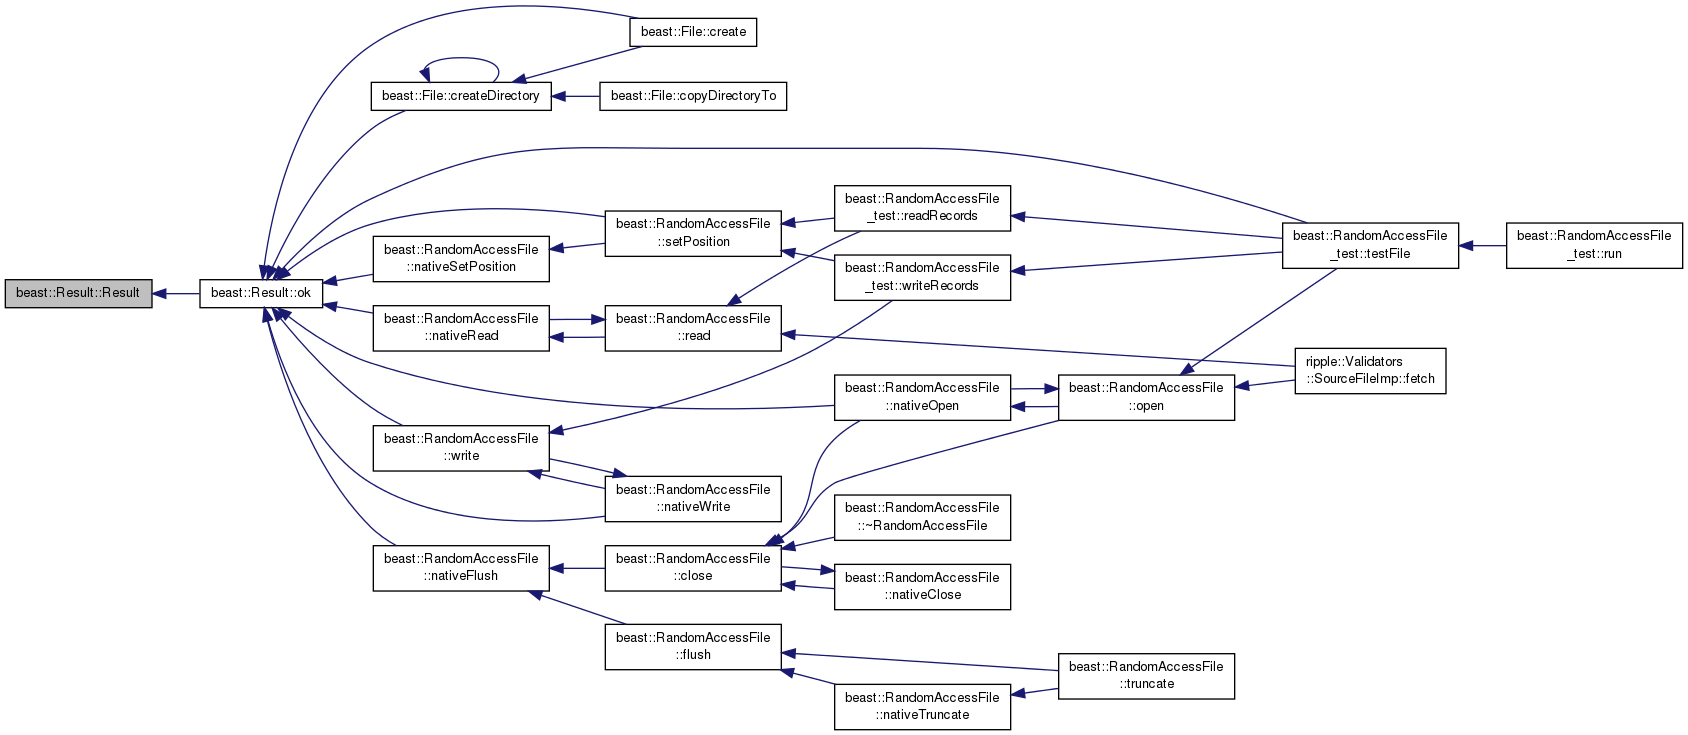 beast::File::create
beast::File::createDirectory
beast::File::copyDirectoryTo
beast::Result::Result
beast::Result::ok
beast::RandomAccessFile
::setPosition
beast::RandomAccessFile
::nativeSetPosition
beast::RandomAccessFile
_test::readRecords
beast::RandomAccessFile
_test::writeRecords
beast::RandomAccessFile
_test::testFile
beast::RandomAccessFile
_test::run
beast::RandomAccessFile
::nativeRead
beast::RandomAccessFile
::read
ripple::Validators
::SourceFileImp::fetch
beast::RandomAccessFile
::nativeOpen
beast::RandomAccessFile
::open
beast::RandomAccessFile
::write
beast::RandomAccessFile
::nativeWrite
beast::RandomAccessFile
::~RandomAccessFile
beast::RandomAccessFile
::nativeFlush
beast::RandomAccessFile
::close
beast::RandomAccessFile
::nativeClose
beast::RandomAccessFile
::flush
beast::RandomAccessFile
::truncate
beast::RandomAccessFile
::nativeTruncate